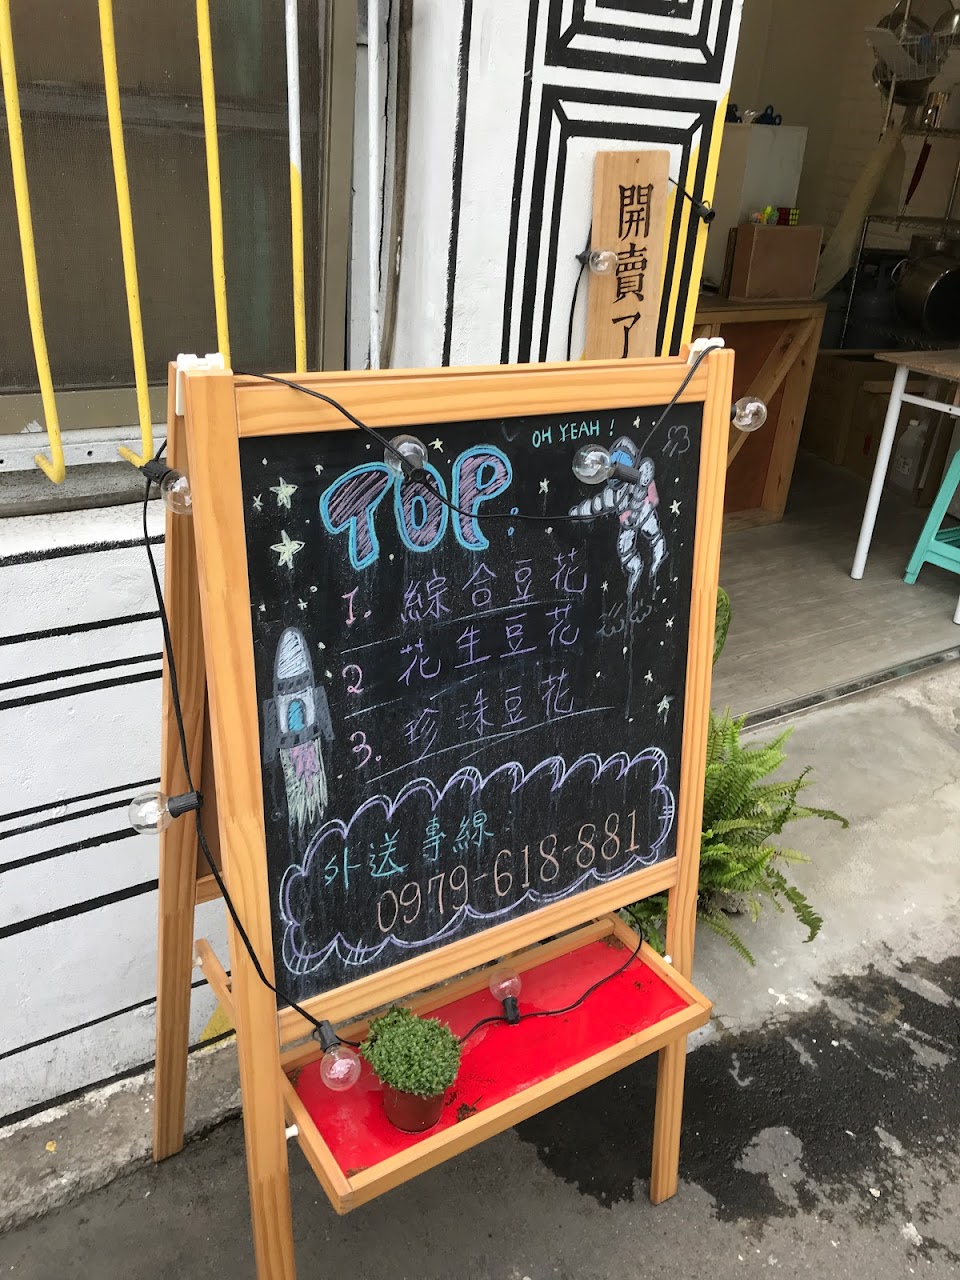 開賣了
OH YEAH!
TOP:
1. 綜合豆花
2 花生豆花
3. 珍珠豆花
外送專線:
0979-618-881